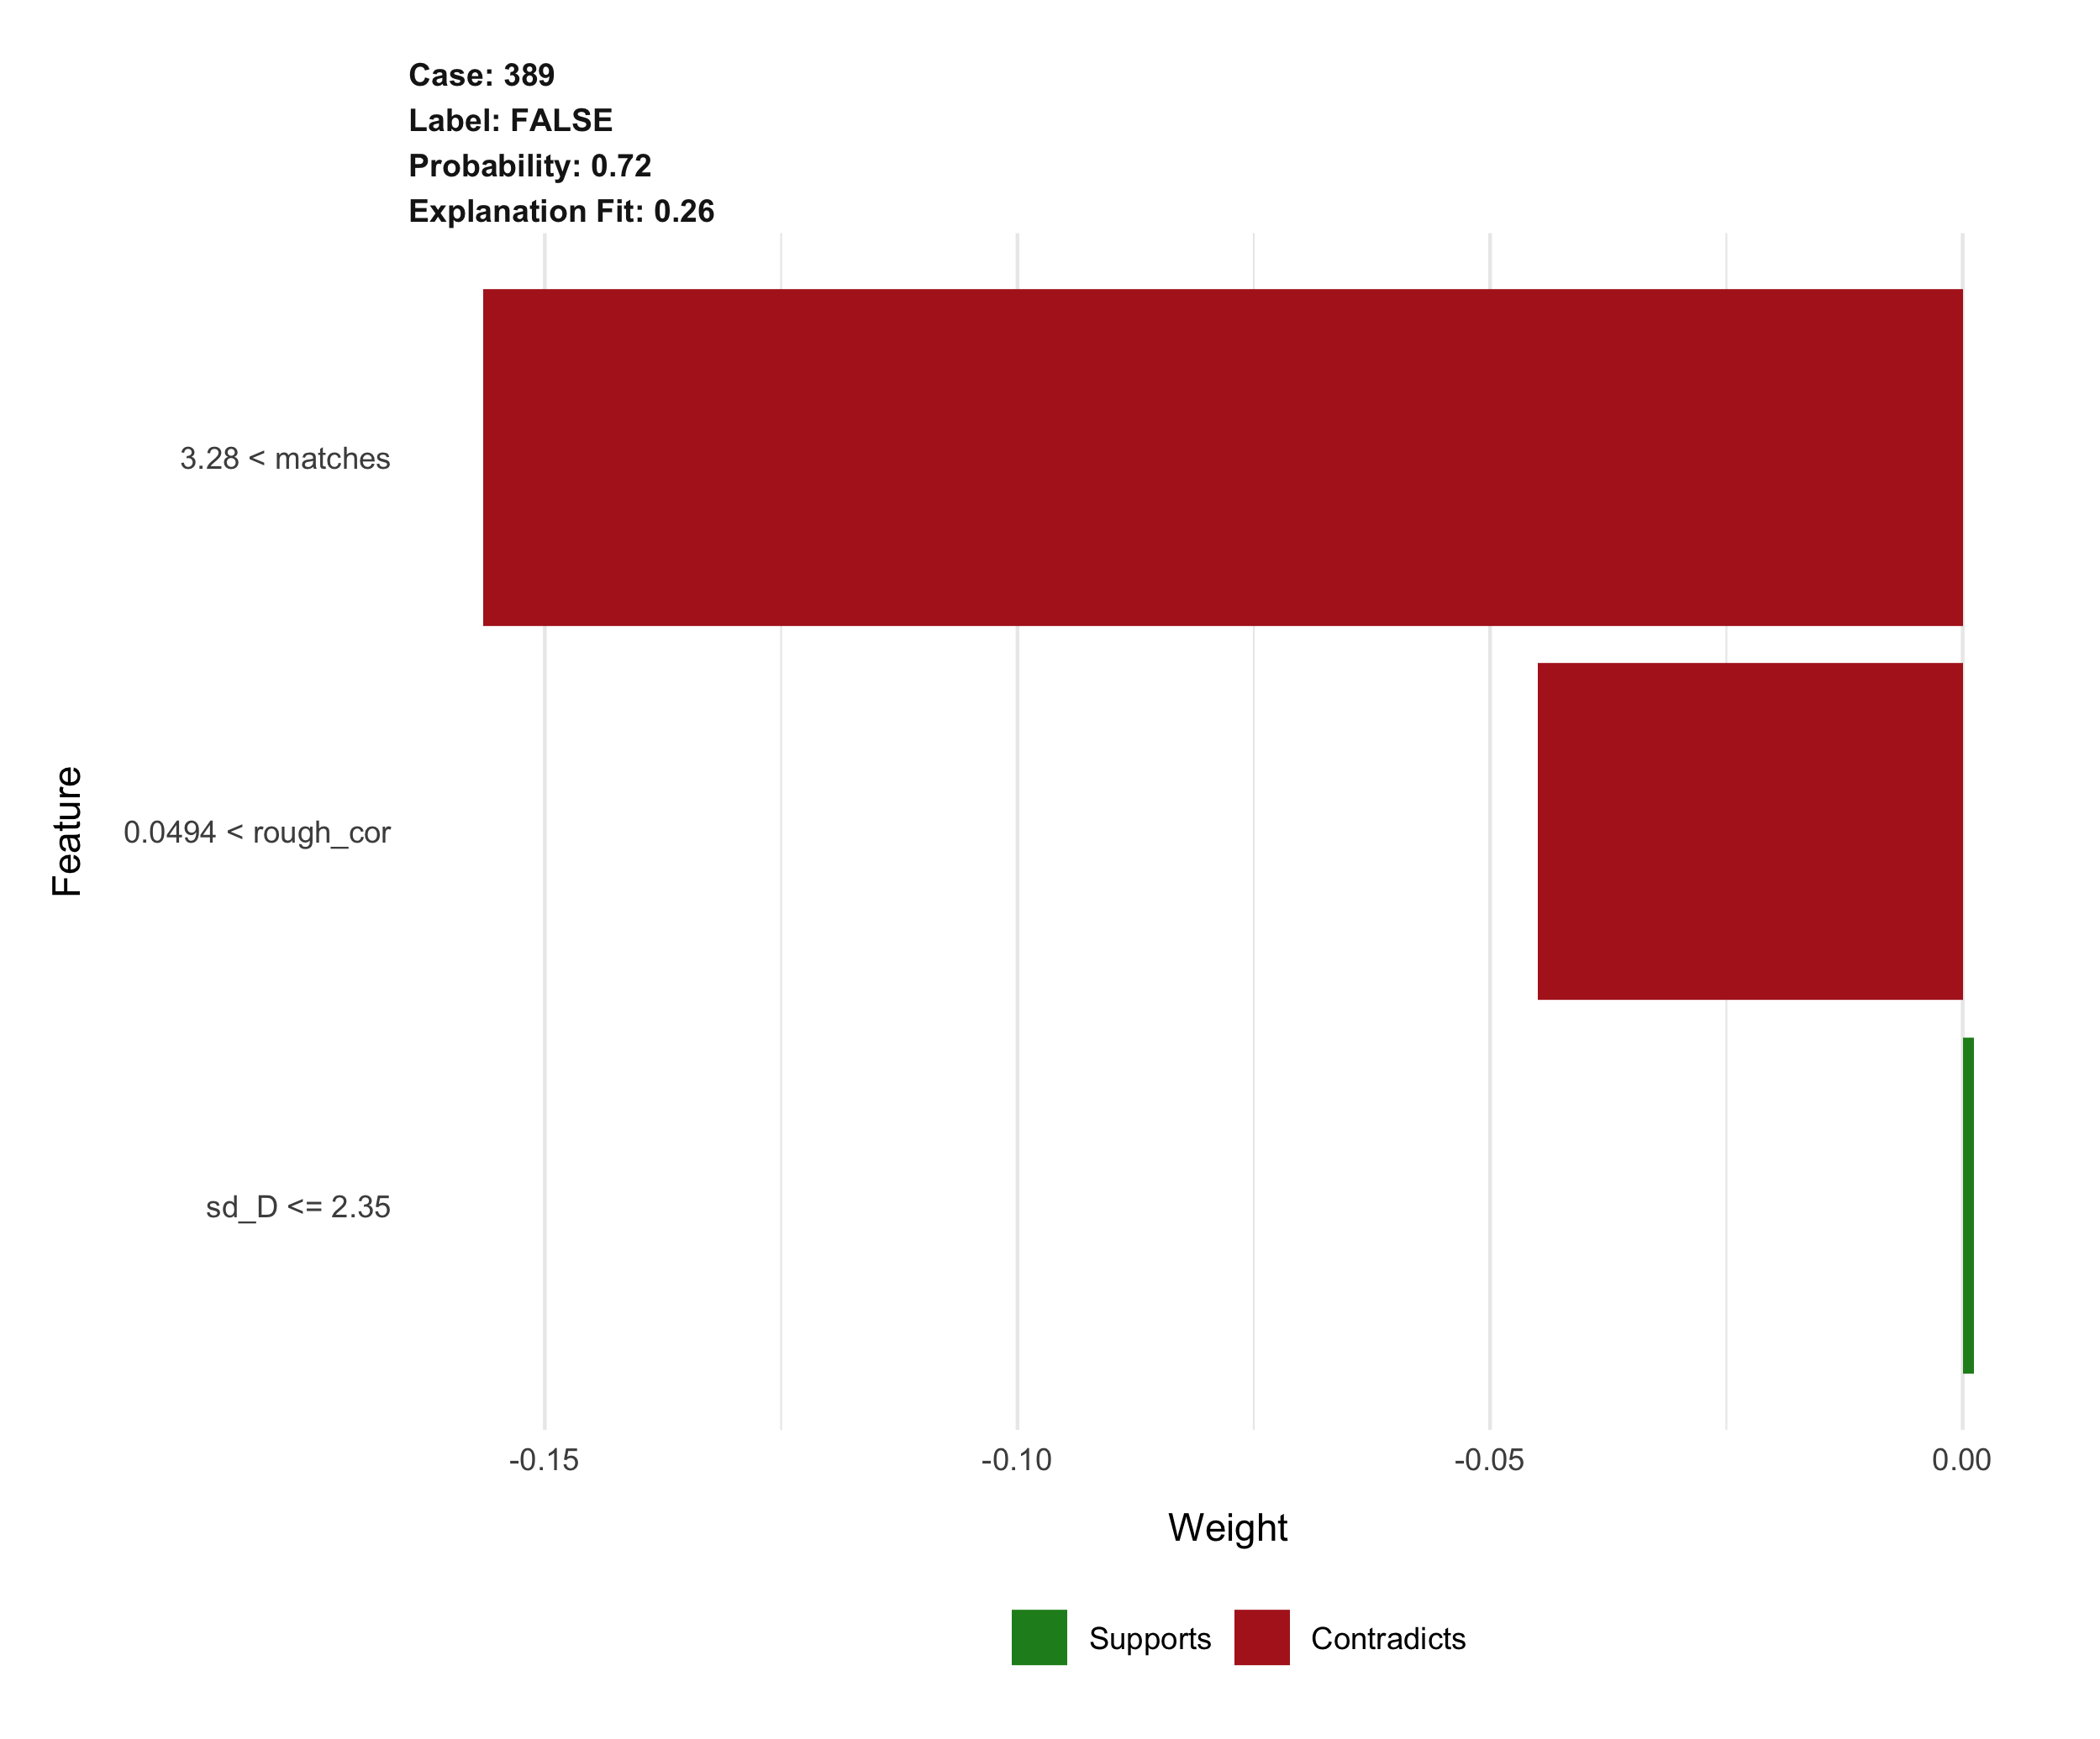 Case: 389
Label: FALSE
Probability: 0.72
Explanation Fit: 0.26
3.28 < matches
0.0494 < rough_cor
sd_D <= 2.35
Feature
-0.15
-0.10
-0.05
0.00
Weight
Supports
Contradicts